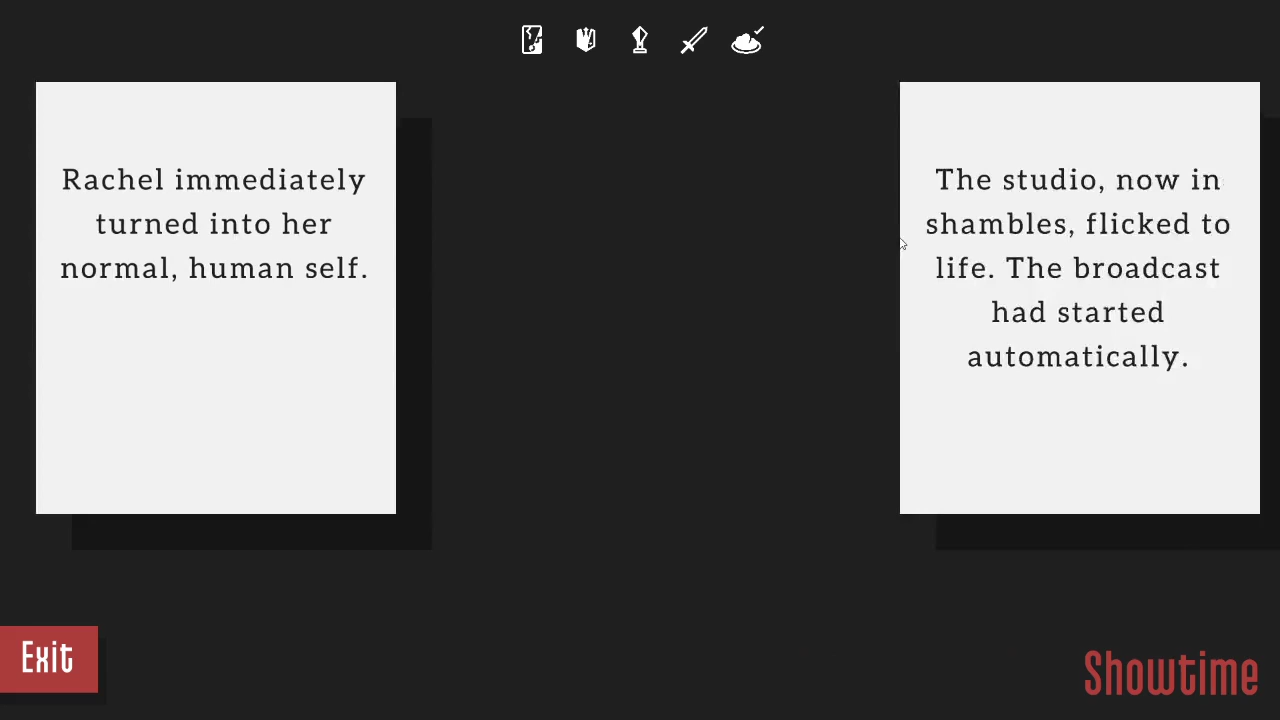 Rachel immediately
turned into her
normal, human self.
The studio, now in
shambles, flicked to
life. The broadcast
had started
automatically.
Exit
Showtime